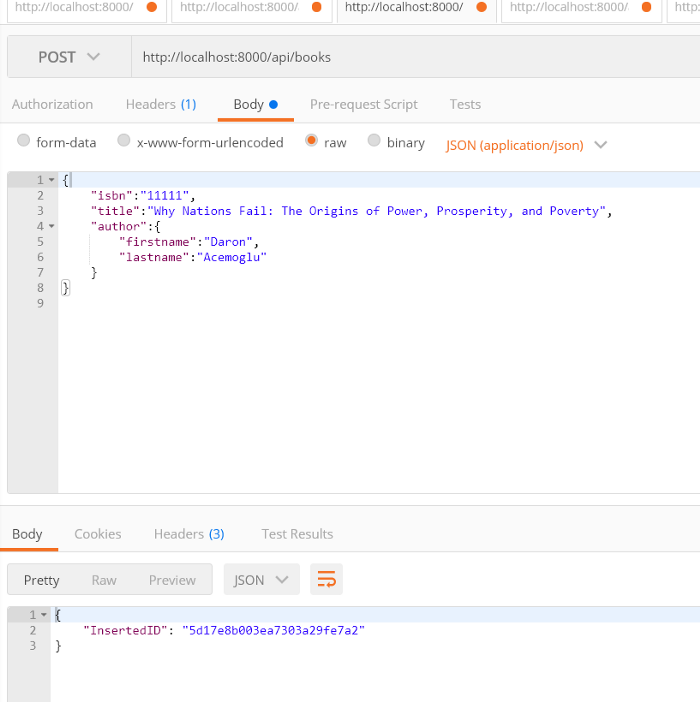 http://localhost:8000/ http://localhost:8000/ http://localhost:8000/ http://localhost:8000/ http:
POST http://localhost:8000/api/books
Authorization Headers (1) Body Pre-request Script Tests
form-data x-www-form-urlencoded raw binary JSON (application/json)
1 {
2 "isbn":"11111",
3 "title":"Why Nations Fail: The Origins of Power, Prosperity, and Poverty",
4 "author":{
5 "firstname":"Daron",
6 "lastname":"Acemoglu"
7 }
8 }
9
Body Cookies Headers (3) Test Results
Pretty Raw Preview JSON
1 {
2 "InsertedID": "5d17e8b003ea7303a29fe7a2"
3 }